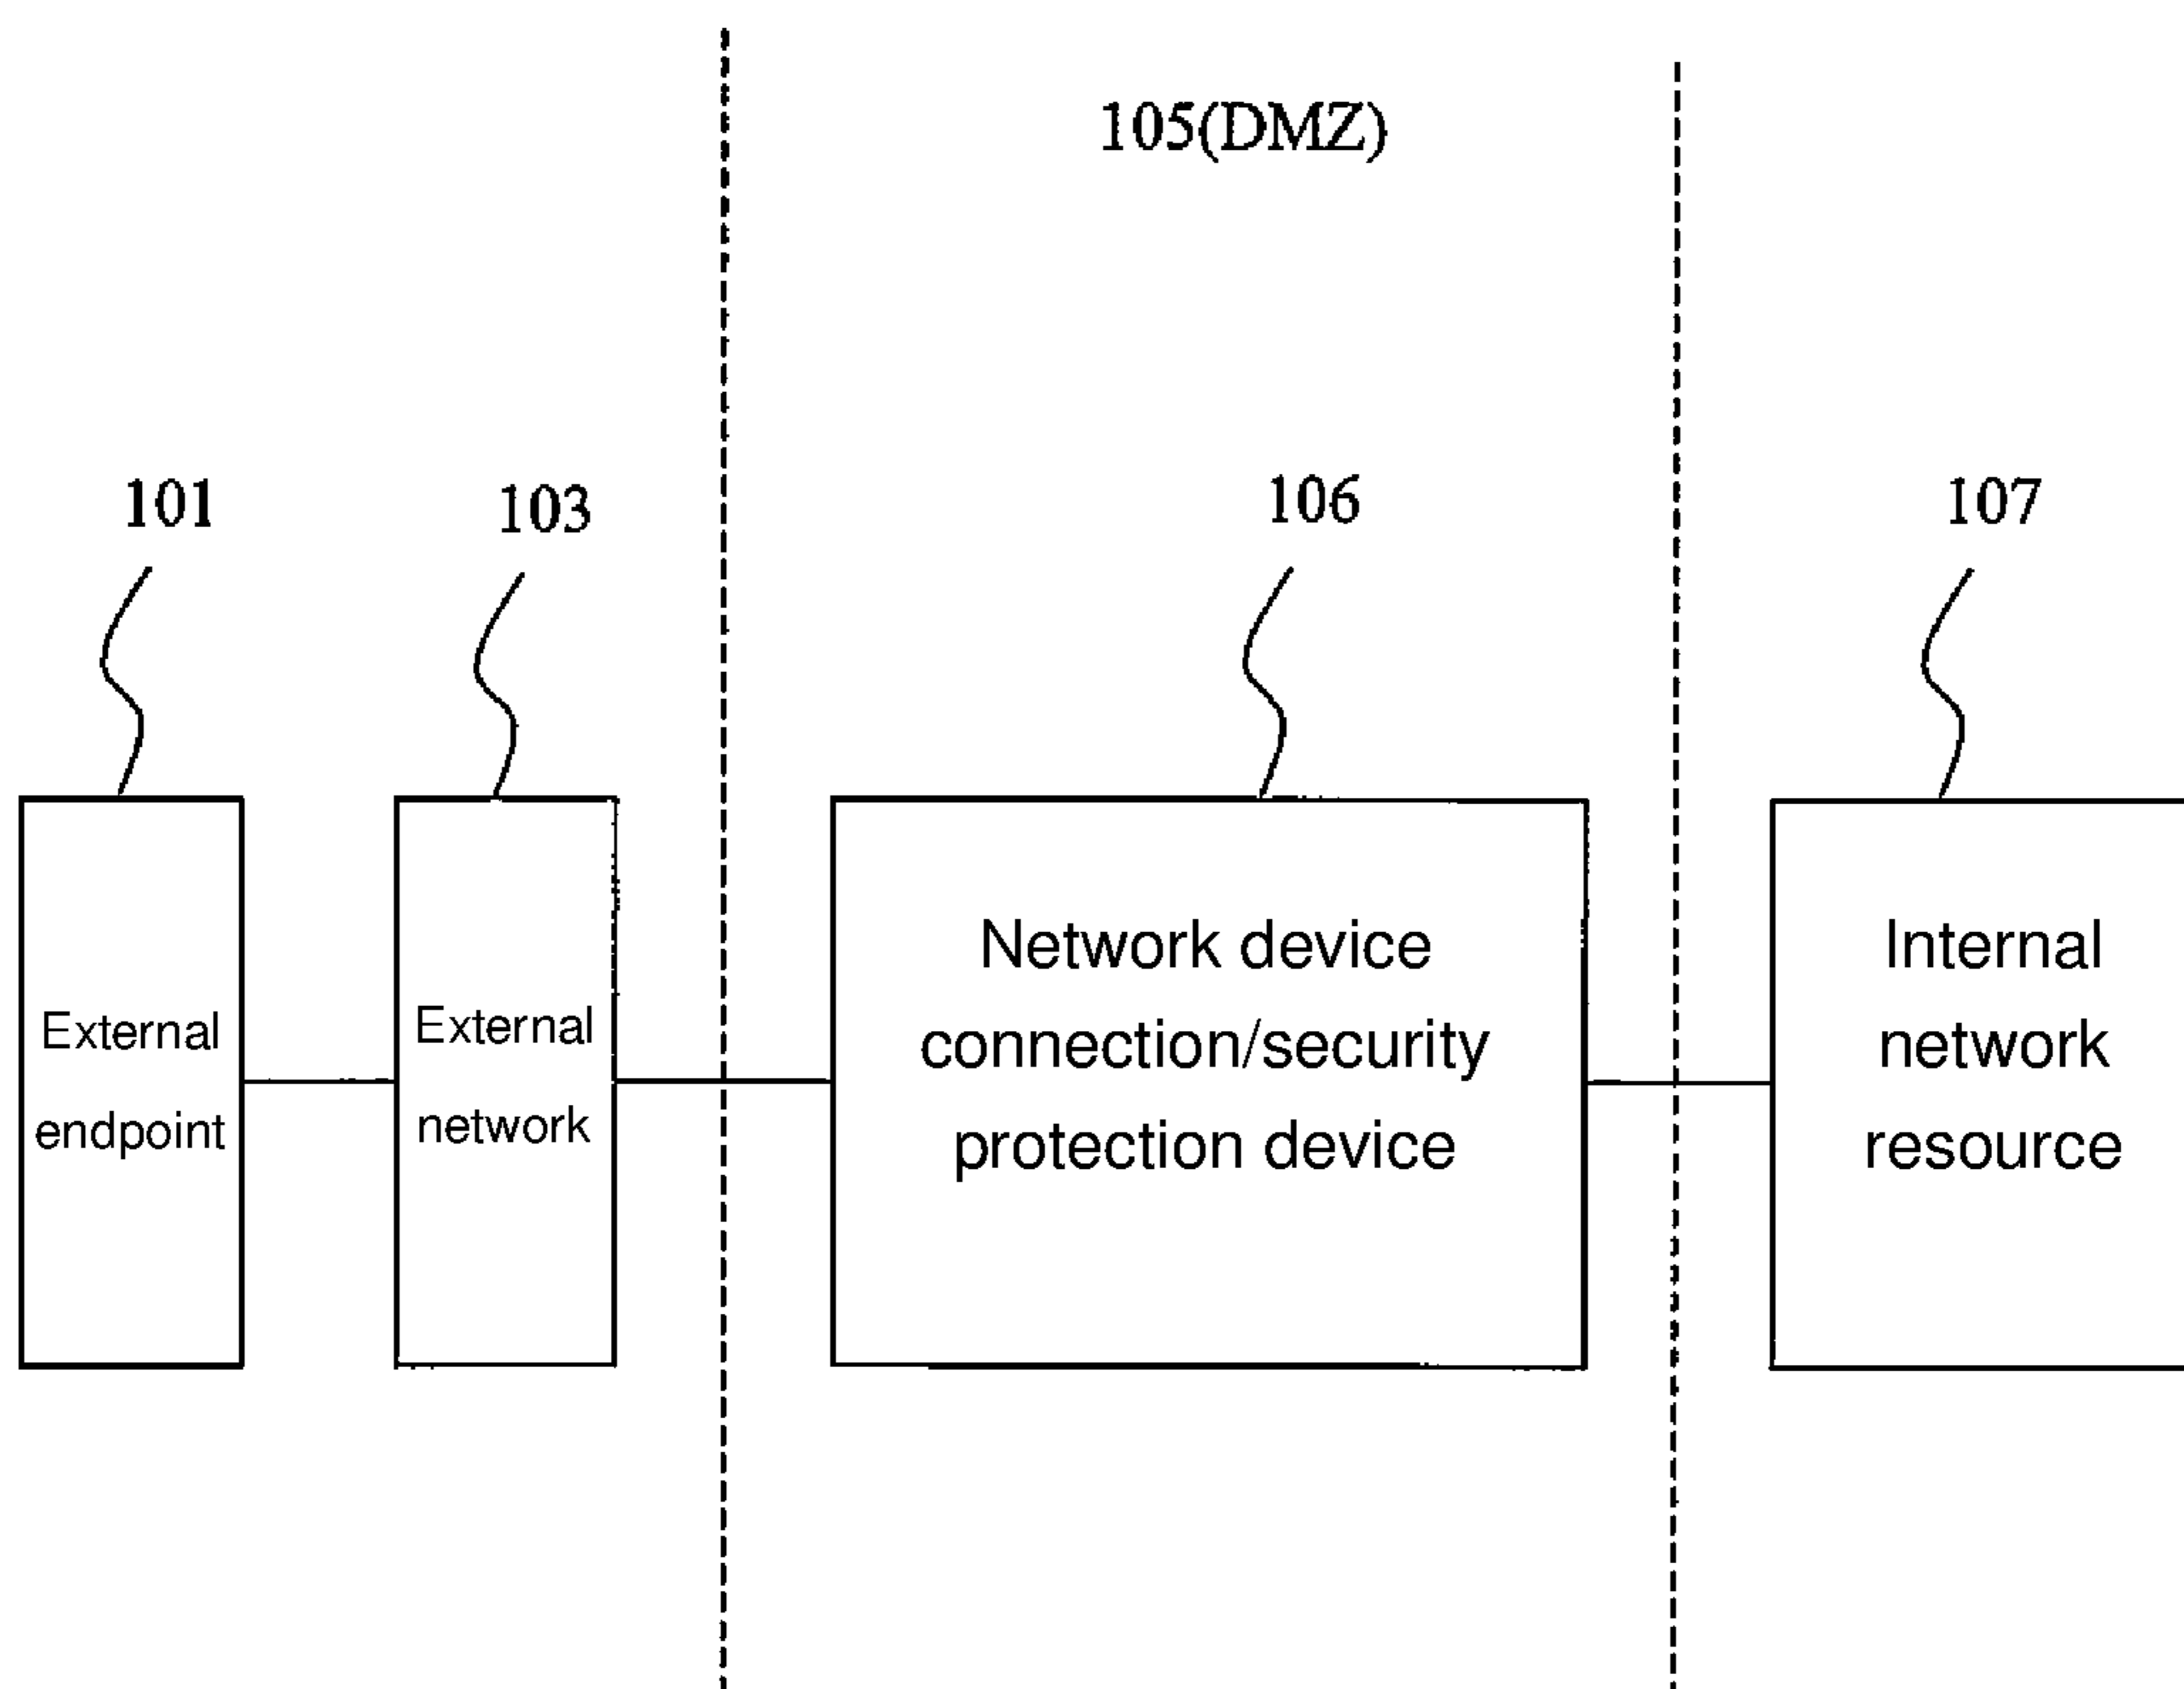 105(DMZ)
101
103
106
107
External
endpoint
External
network
Network device
connection/security
protection device
Internal
network
resource